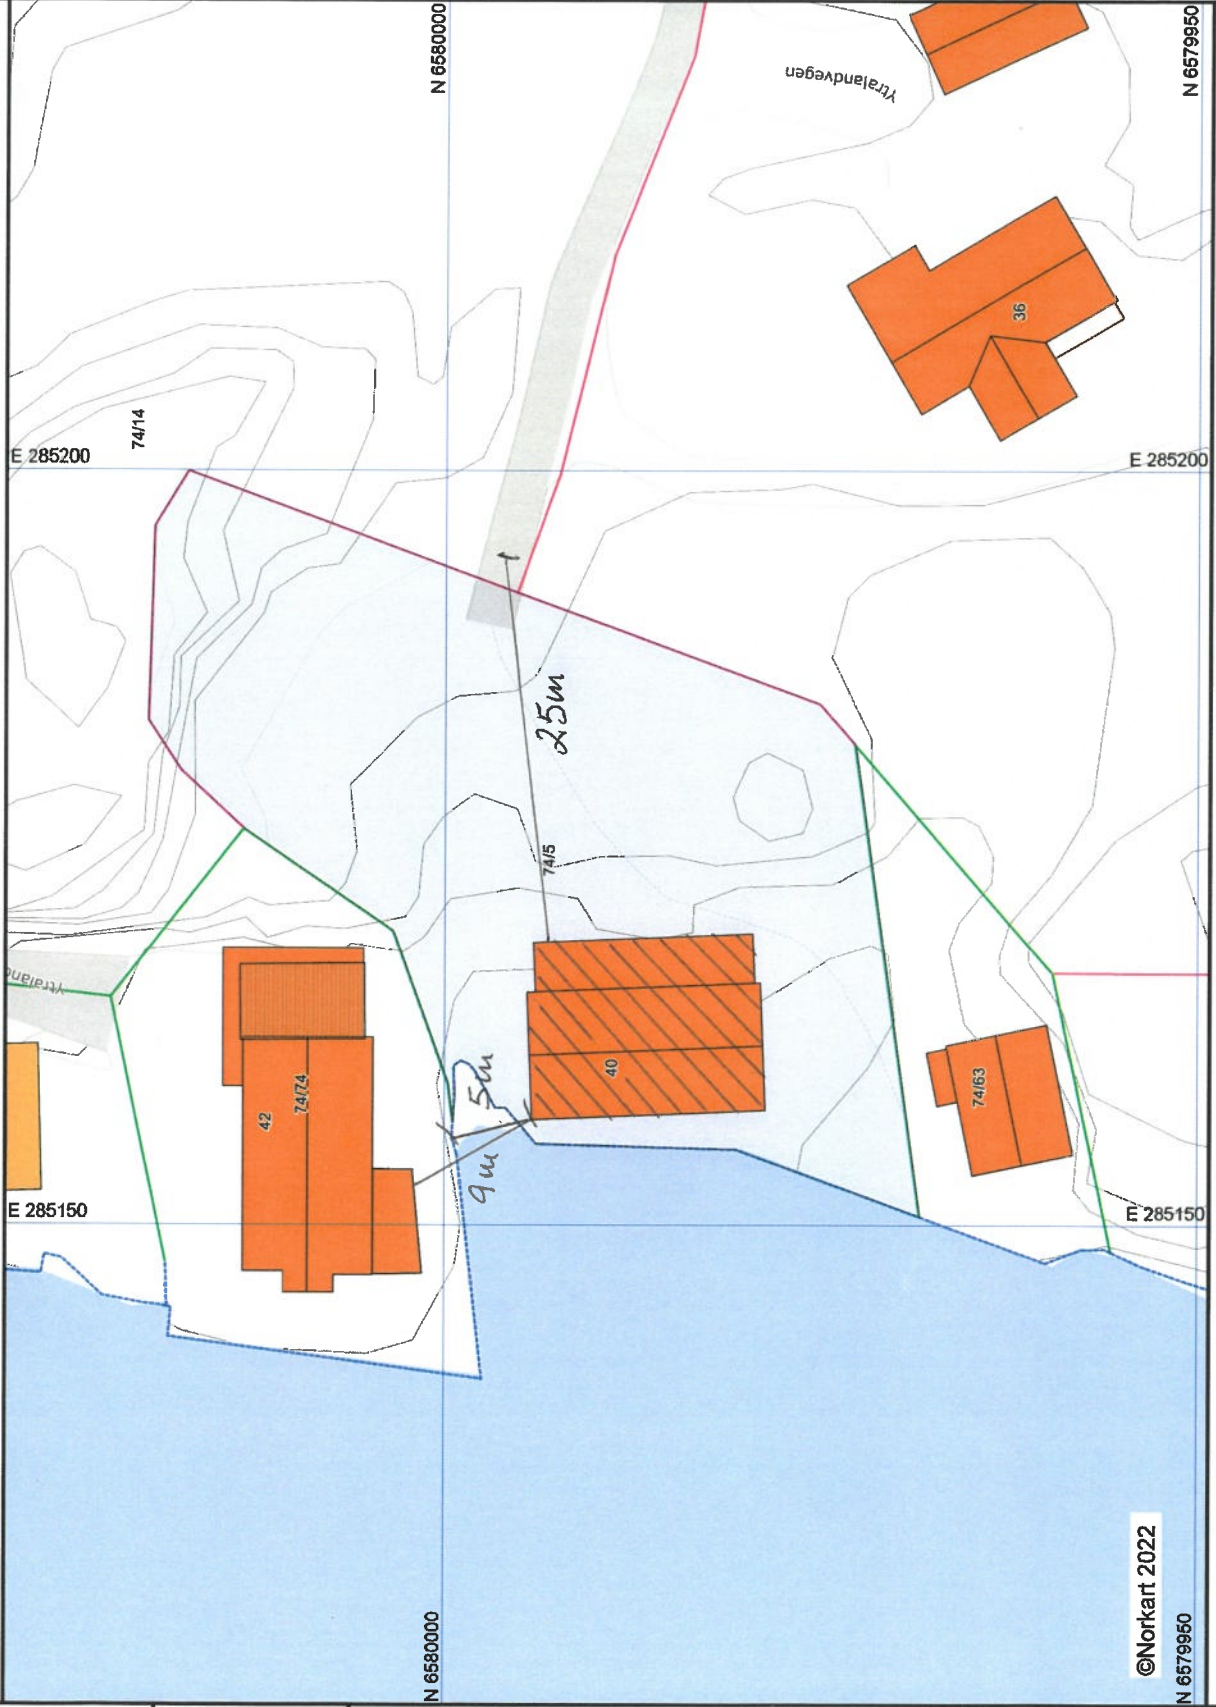 N 6580000
N 6579950
Ytralandvegen
36
74/14
E 285200
E 285200
25m
74/5
Ytraland
42
74/74
40
5m
9m
74/63
E 285150
E 285150
N 6580000
N 6579950
©Norkart 2022